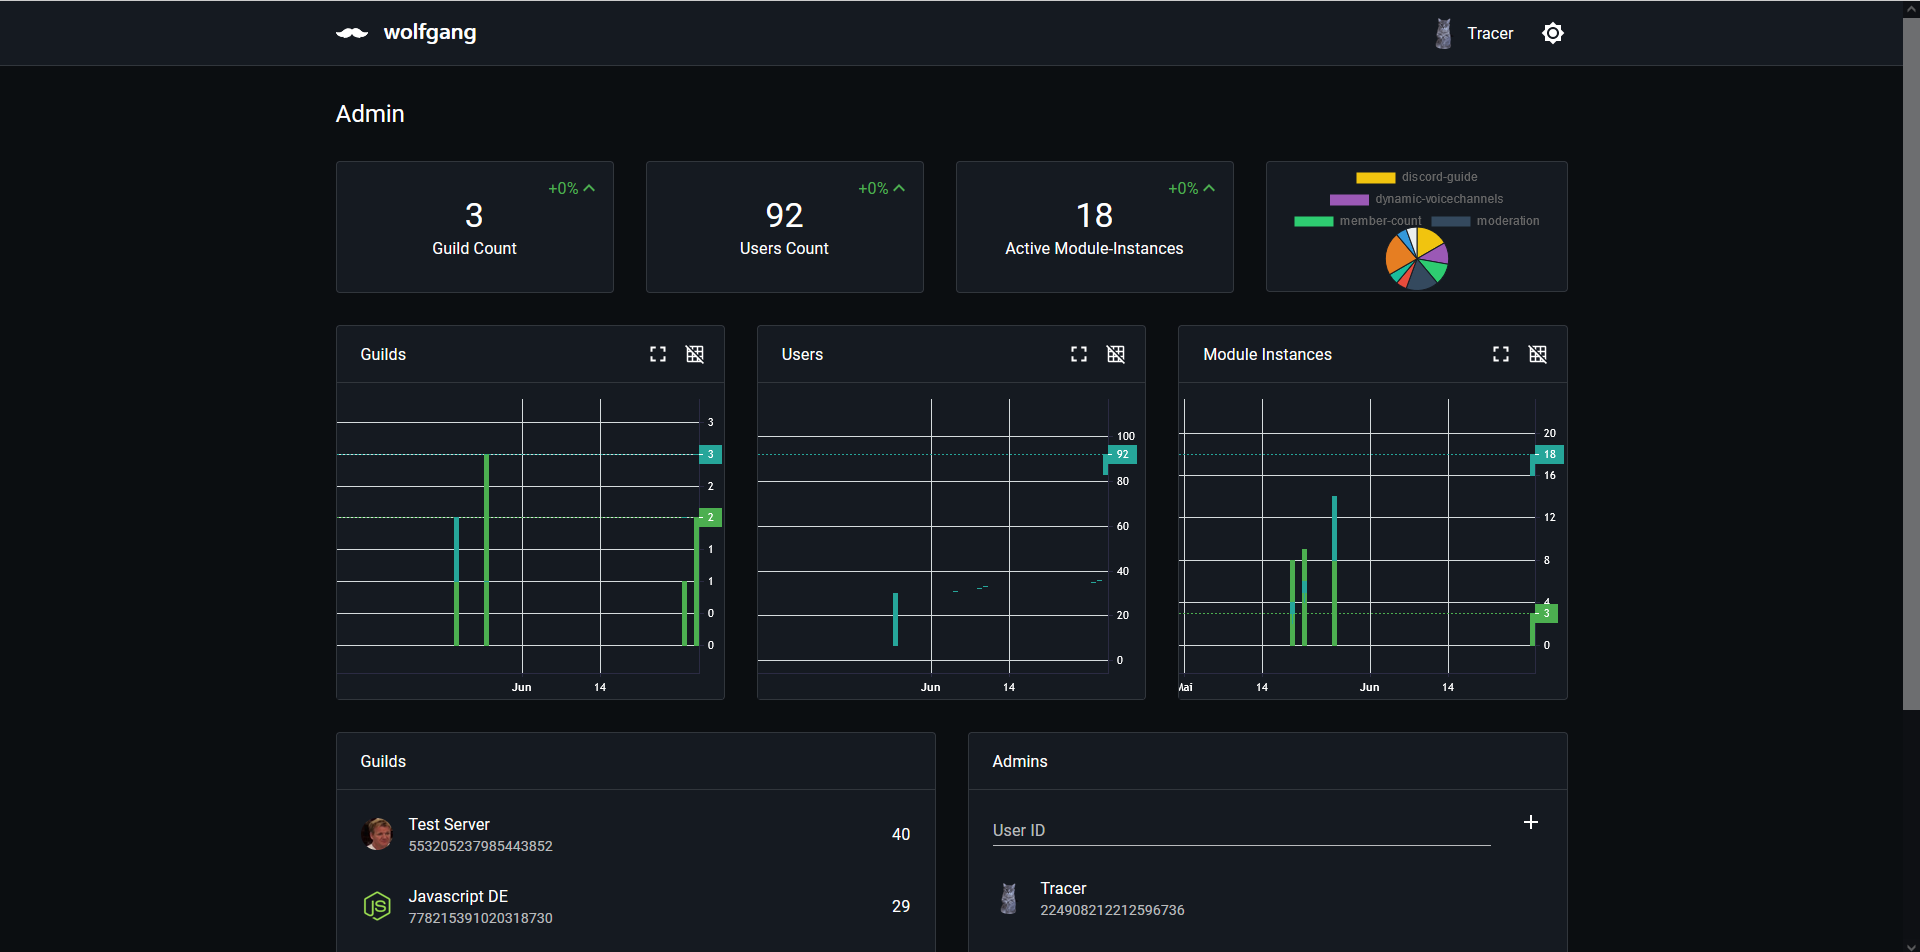 wolfgang
Tracer
Admin
+0%
3
Guild Count
+0%
92
Users Count
+0%
18
Active Module-Instances
discord-guide
dynamic-voicechannels
member-count
moderation
Guilds
3
3
2
2
1
1
0
0
Jun 14
Users
100
92
80
60
40
20
0
Jun 14
Module Instances
20
18
16
12
8
4
3
0
Mai 14 Jun 14
Guilds
Test Server
553205237985443852
40
JS
Javascript DE
778215391020318730
29
Admins
User ID
Tracer
224908212212596736